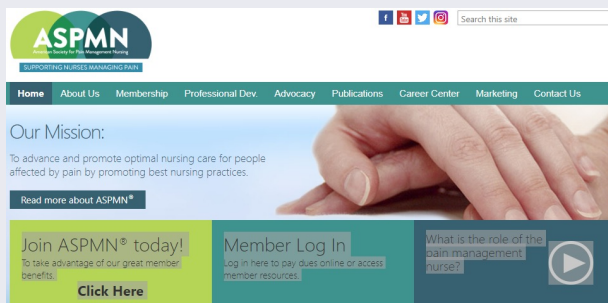 ASPMN
American Society for Pain Management Nursing
SUPPORTING NURSES MANAGING PAIN
Search this site
Home About Us Membership Professional Dev. Advocacy Publications Career Center Marketing Contact Us
Our Mission:
To advance and promote optimal nursing care for people
affected by pain by promoting best nursing practices.
Read more about ASPMN®
Join ASPMN® today!
To take advantage of our great member
benefits.
Click Here
Member Log In
Log in here to pay dues online or access
member resources.
What is the role of the
pain management
nurse?